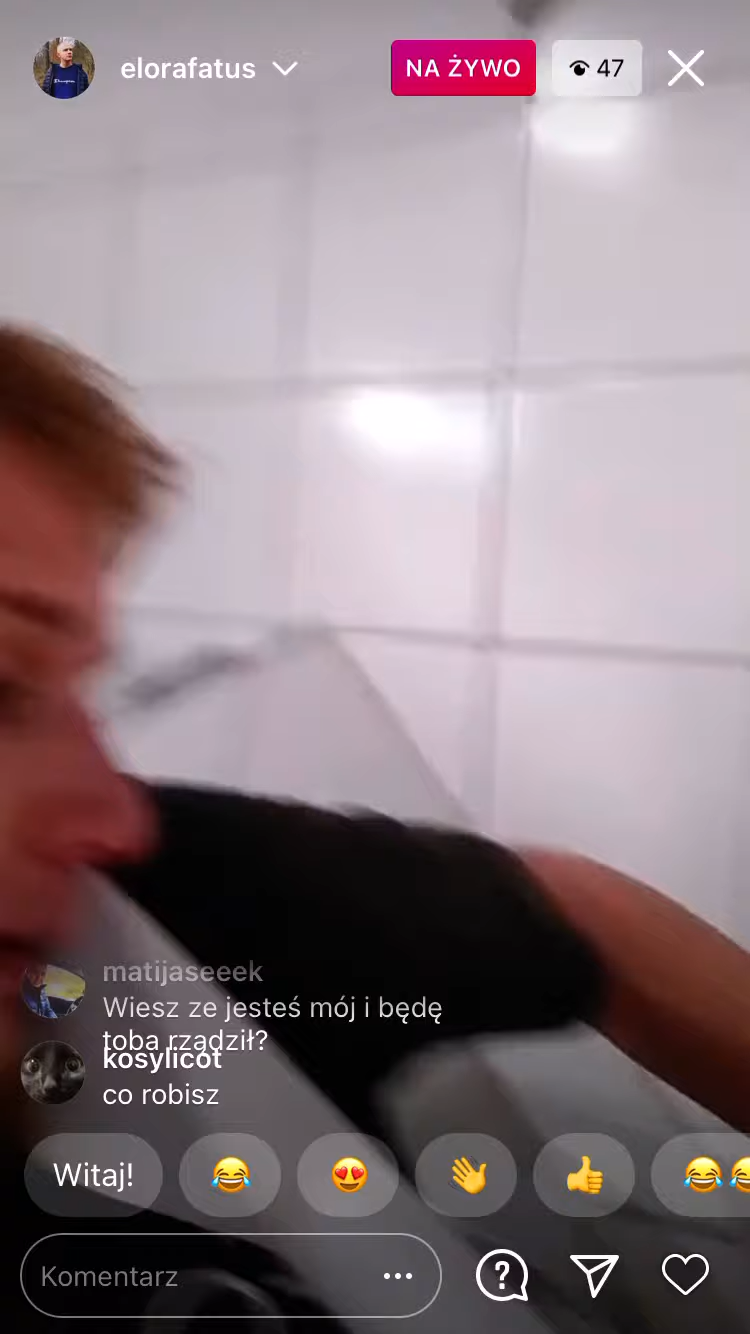 elorafatus
NA ŻYWO
47
matijaseeek
Wiesz ze jesteś mój i będę
tobą rządził?
kosylicot
co robisz
Witaj!
Komentarz